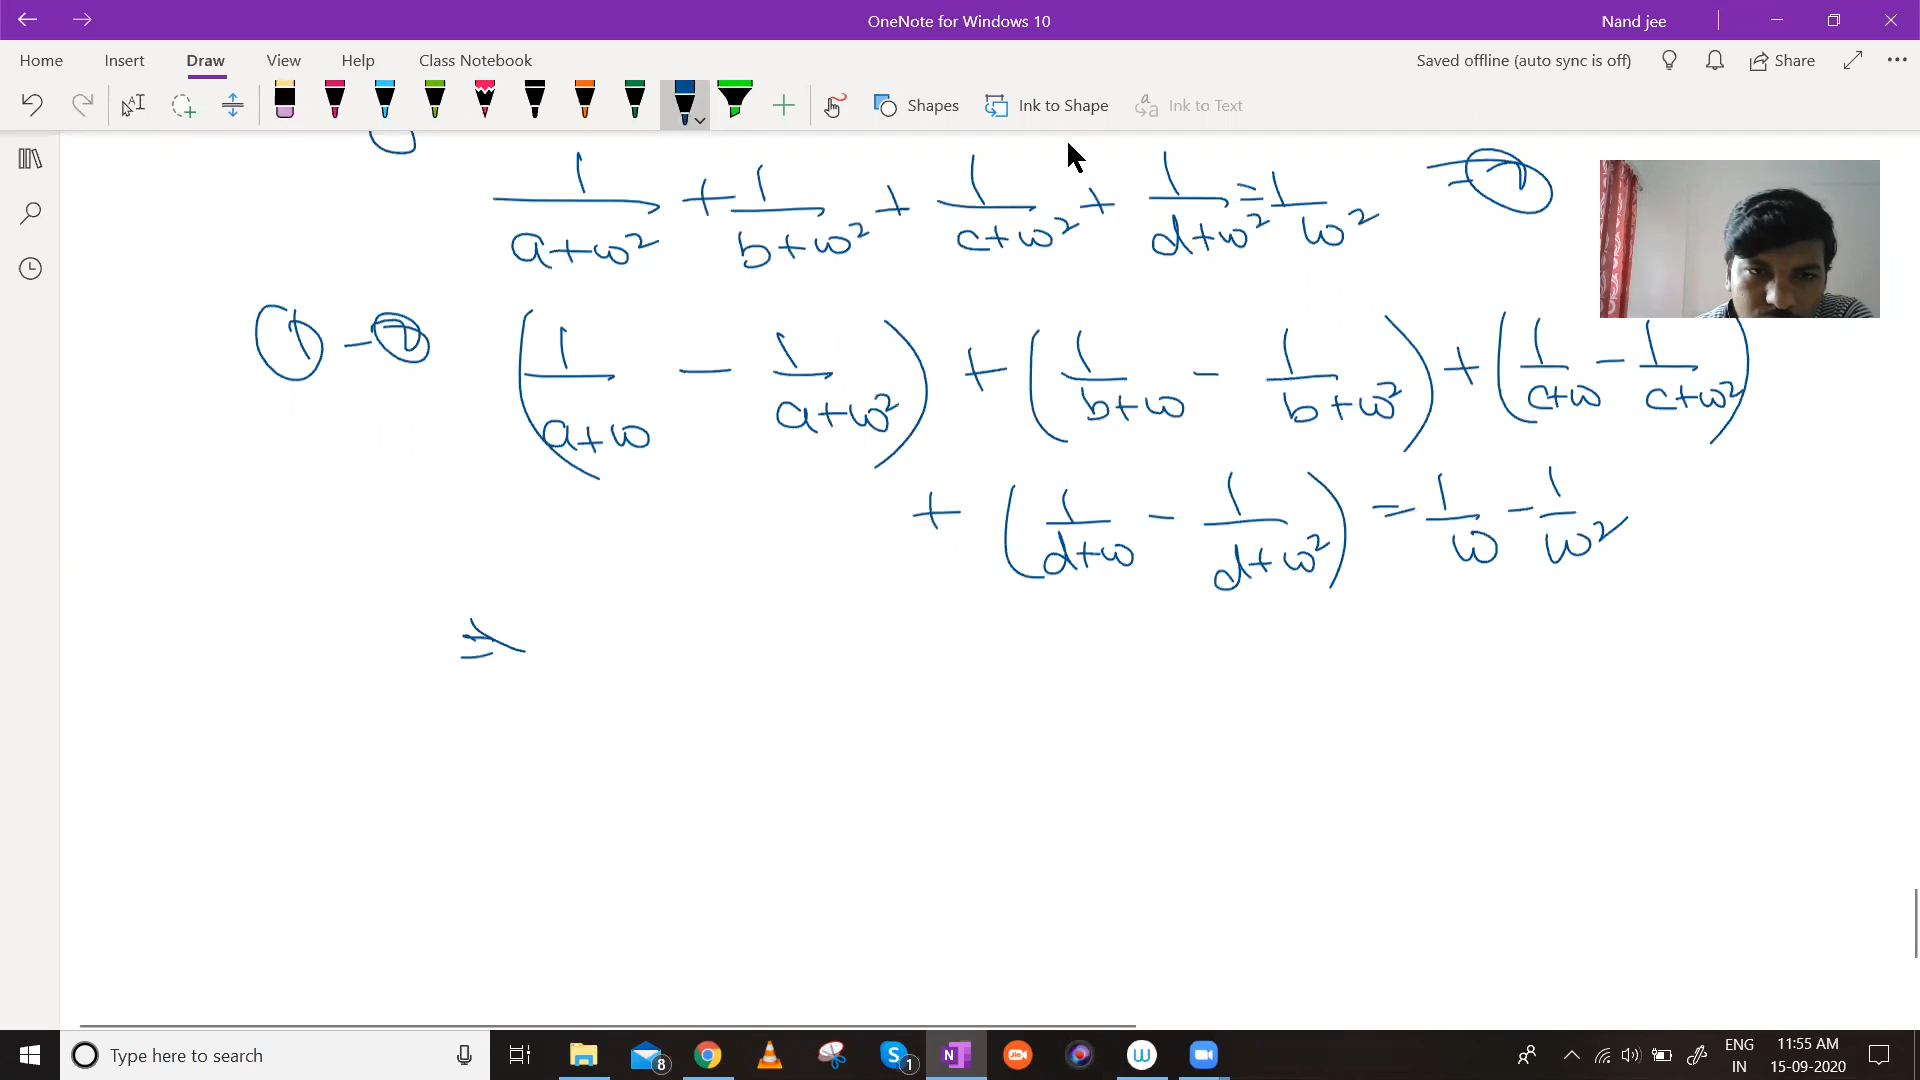 OneNote for Windows 10
Nand jee
Home Insert Draw View Help Class Notebook
Saved offline (auto sync is off) Share
Shapes Ink to Shape Ink to Text
1/(a+ω²) + 1/(b+ω²) + 1/(c+ω²) + 1/(d+ω²) = 1/ω² - ②
① - ② (1/(a+ω) - 1/(a+ω²)) + (1/(b+ω) - 1/(b+ω²)) + (1/(c+ω) - 1/(c+ω²))
+ (1/(d+ω) - 1/(d+ω²)) = 1/ω - 1/ω²
⇒
Type here to search
8
1
ENG
IN
11:55 AM
15-09-2020